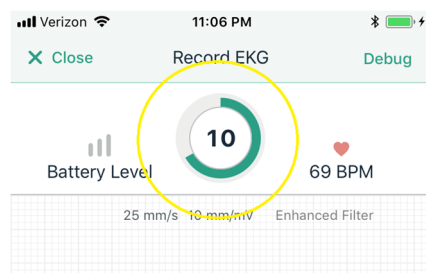 Verizon 11:06 PM
Close Record EKG Debug
10
Battery Level 69 BPM
25 mm/s 10 mm/mV Enhanced Filter